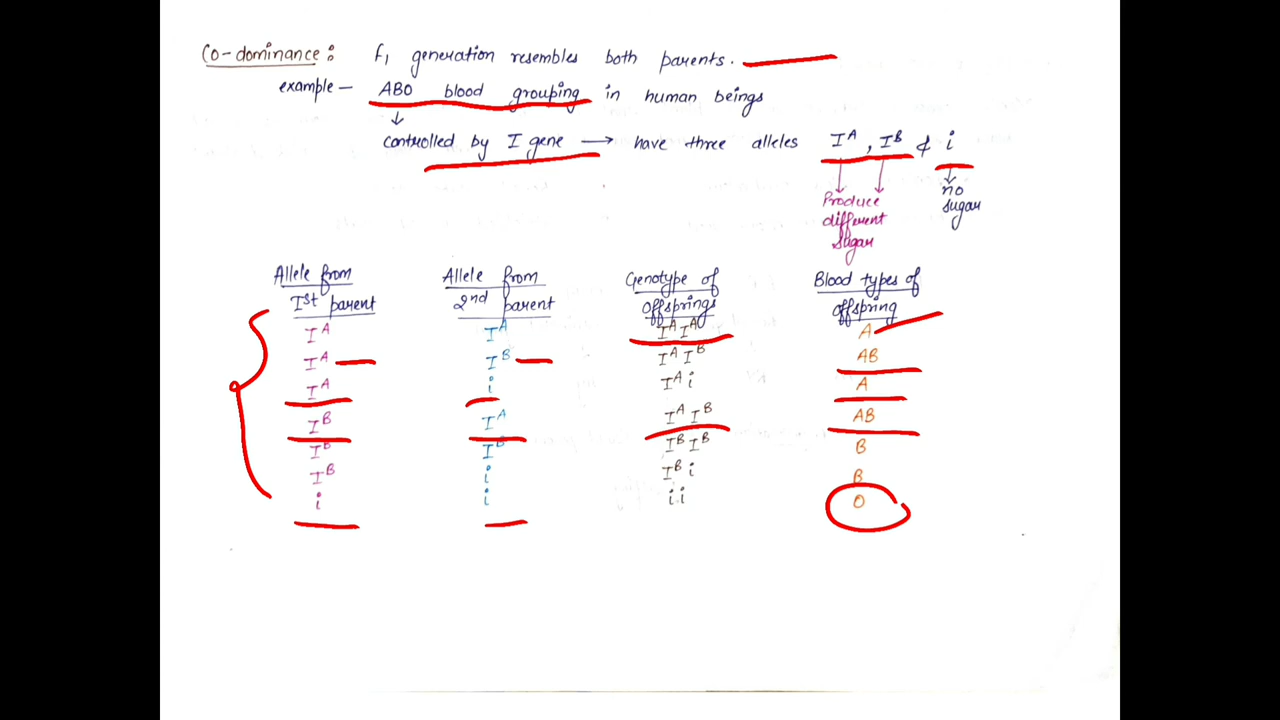 Co-dominance: F₁ generation resembles both parents.
example – ABO blood grouping in human beings
↓
controlled by I gene → have three alleles Iᴬ, Iᴮ & i
Produce different sugar
no sugar
Allele from Iˢᵗ parent | Allele from 2nd parent | Genotype of offsprings | Blood types of offspring
Iᴬ Iᴬ IᴬIᴬ A
Iᴬ Iᴮ IᴬIᴮ AB
Iᴬ i Iᴬi A
Iᴮ Iᴬ IᴬIᴮ AB
Iᴮ Iᴮ IᴮIᴮ B
Iᴮ i Iᴮi B
i i ii O